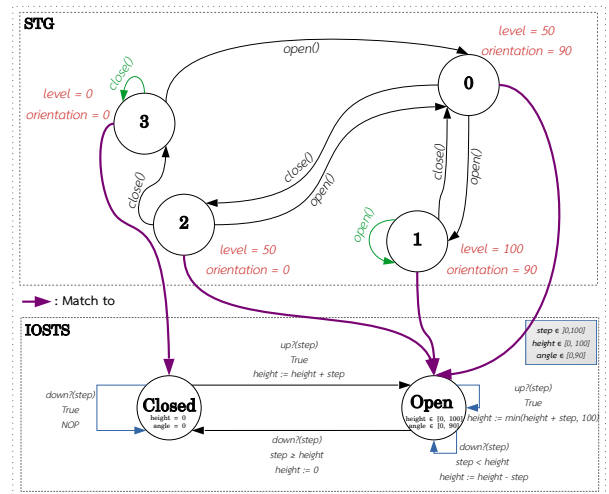 STG
level = 50
orientation = 90
open()
close()
level = 0
orientation = 0
3
0
close()
open()
close()
close()
open()
open()
2
1
level = 50
orientation = 0
level = 100
orientation = 90
: Match to
IOSTS
step ∈ ]0,100]
height ∈ [0, 100]
angle ∈ [0,90]
up?(step)
True
height := height + step
down?(step)
True
NOP
Closed
height = 0
angle = 0
Open
height ∈ [0, 100]
angle ∈ [0, 90]
up?(step)
True
height := min(height + step, 100)
down?(step)
step ≥ height
height := 0
down?(step)
step < height
height := height - step